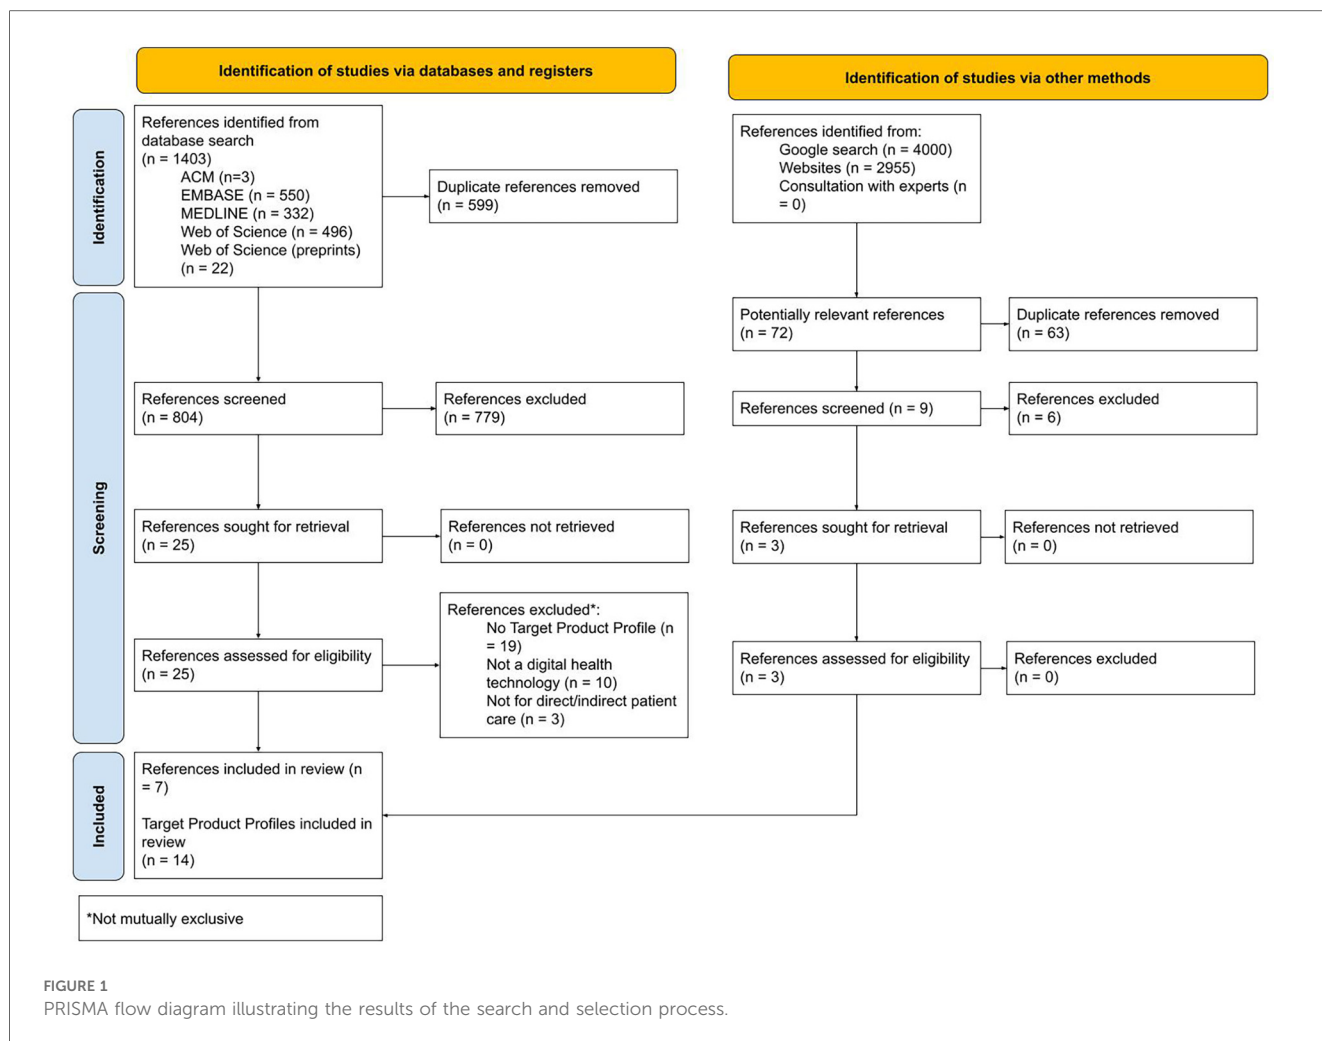 Identification of studies via databases and registers
Identification of studies via other methods
Identification
References identified from
database search
(n = 1403)
ACM (n=3)
EMBASE (n = 550)
MEDLINE (n = 332)
Web of Science (n = 496)
Web of Science (preprints)
(n = 22)
Duplicate references removed
(n = 599)
References identified from:
Google search (n = 4000)
Websites (n = 2955)
Consultation with experts (n
= 0)
Screening
Potentially relevant references
(n = 72)
Duplicate references removed
(n = 63)
References screened
(n = 804)
References excluded
(n = 779)
References screened (n = 9)
References excluded
(n = 6)
References sought for retrieval
(n = 25)
References not retrieved
(n = 0)
References sought for retrieval
(n = 3)
References not retrieved
(n = 0)
References assessed for eligibility
(n = 25)
References excluded*:
No Target Product Profile (n
= 19)
Not a digital health
technology (n = 10)
Not for direct/indirect patient
care (n = 3)
References assessed for eligibility
(n = 3)
References excluded
(n = 0)
Included
References included in review (n
= 7)
Target Product Profiles included in
review
(n = 14)
*Not mutually exclusive
FIGURE 1
PRISMA flow diagram illustrating the results of the search and selection process.